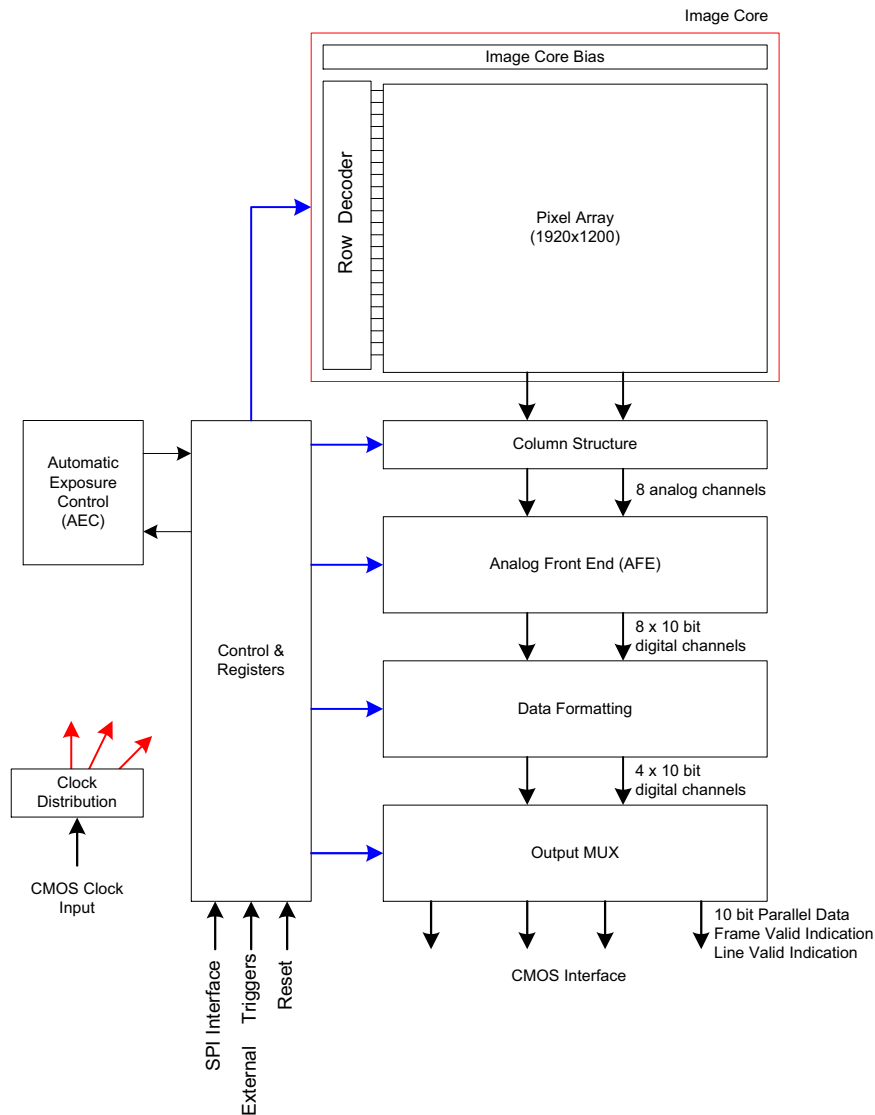 Image Core
Image Core Bias
Row Decoder
Pixel Array
(1920x1200)
Automatic
Exposure
Control
(AEC)
Column Structure
8 analog channels
Analog Front End (AFE)
8 x 10 bit
digital channels
Control &
Registers
Data Formatting
4 x 10 bit
digital channels
Clock
Distribution
Output MUX
CMOS Clock
Input
10 bit Parallel Data
Frame Valid Indication
Line Valid Indication
CMOS Interface
SPI Interface
External Triggers
Reset